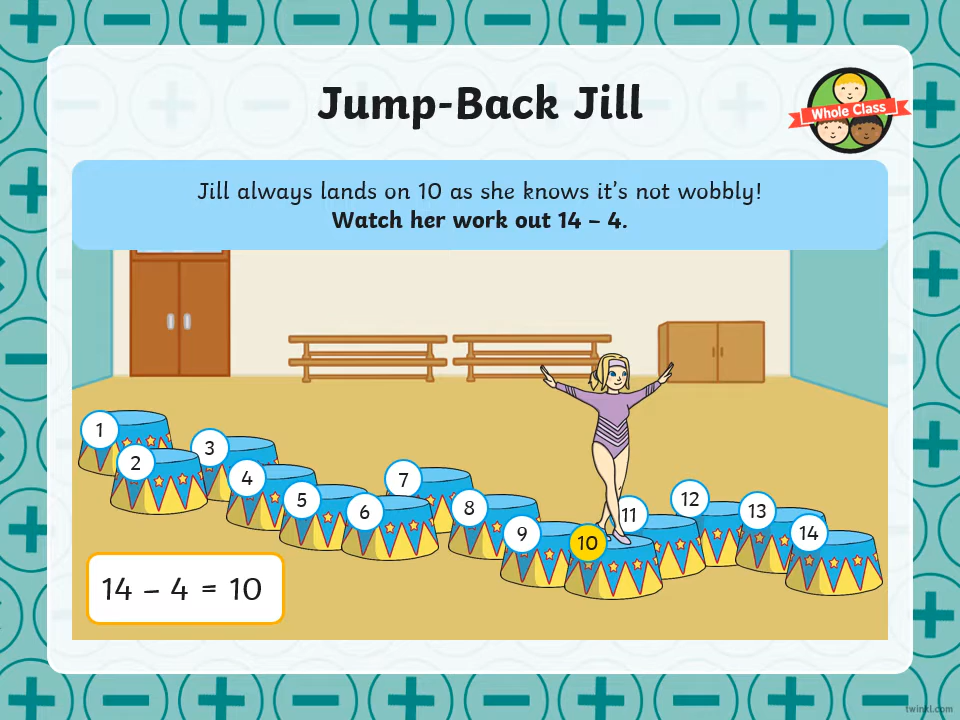 Jump-Back Jill
Whole Class
Jill always lands on 10 as she knows it's not wobbly!
Watch her work out 14 – 4.
1
2
3
4
5
6
7
8
9
10
11
12
13
14
14 – 4 = 10
twinkl.com